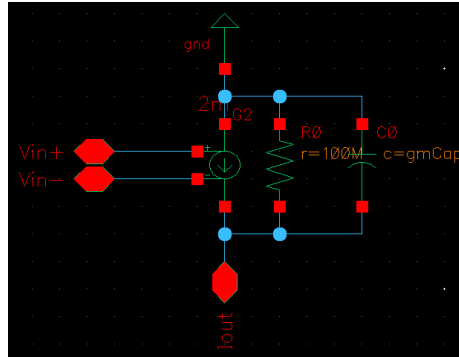 gnd
2m
G2
R0
C0
Vin+
r=100M
c=gmCap
Vin-
+
-
Iout